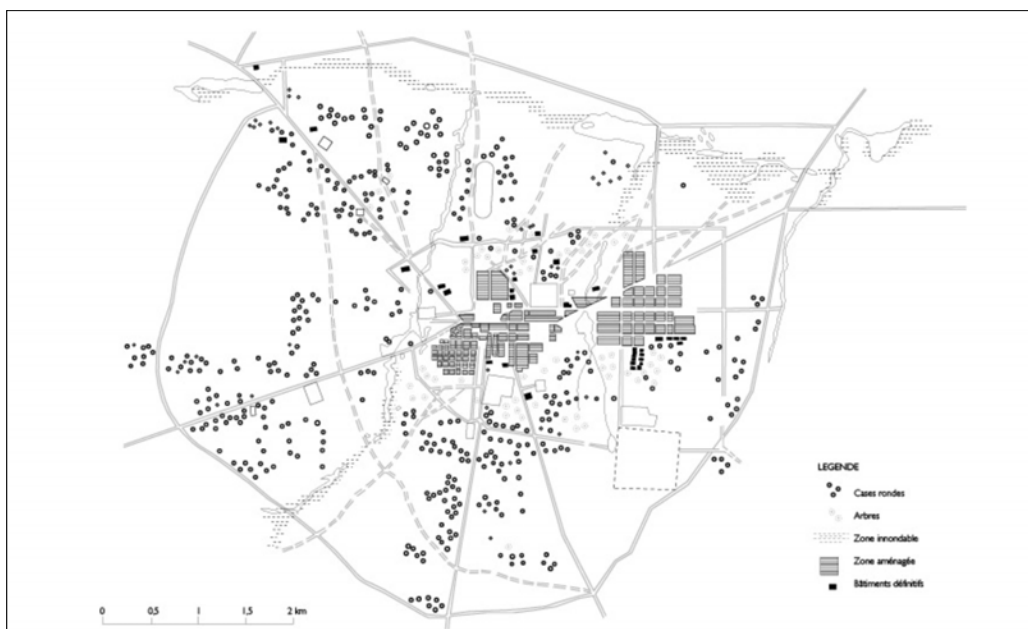 LEGENDE
Cases rondes
Arbres
Zone innondable
Zone aménagée
Bâtiments définitifs
0 0,5 1 1,5 2 km